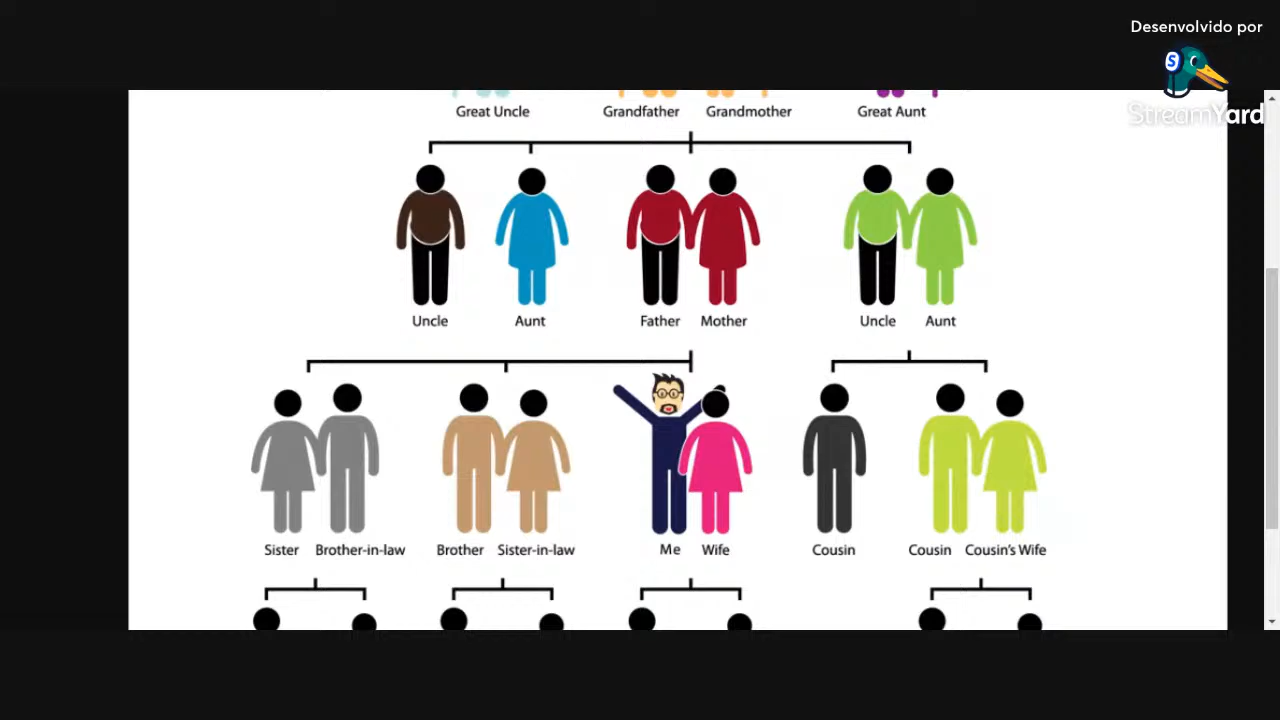 Desenvolvido por
S
StreamYard
Great Uncle Grandfather Grandmother Great Aunt
Uncle Aunt Father Mother Uncle Aunt
Sister Brother-in-law Brother Sister-in-law Me Wife Cousin Cousin Cousin's Wife